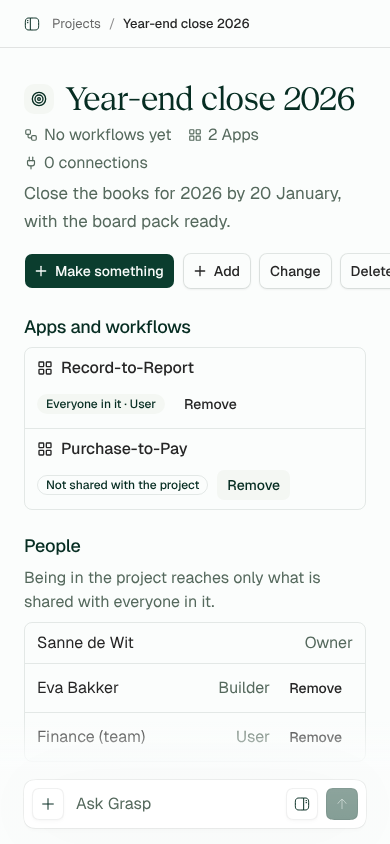 Projects / Year-end close 2026
Year-end close 2026
No workflows yet 2 Apps
0 connections
Close the books for 2026 by 20 January,
with the board pack ready.
Make something Add Change Delete
Apps and workflows
Record-to-Report
Everyone in it · User Remove
Purchase-to-Pay
Not shared with the project Remove
People
Being in the project reaches only what is
shared with everyone in it.
Sanne de Wit Owner
Eva Bakker Builder Remove
Finance (team) User Remove
Ask Grasp